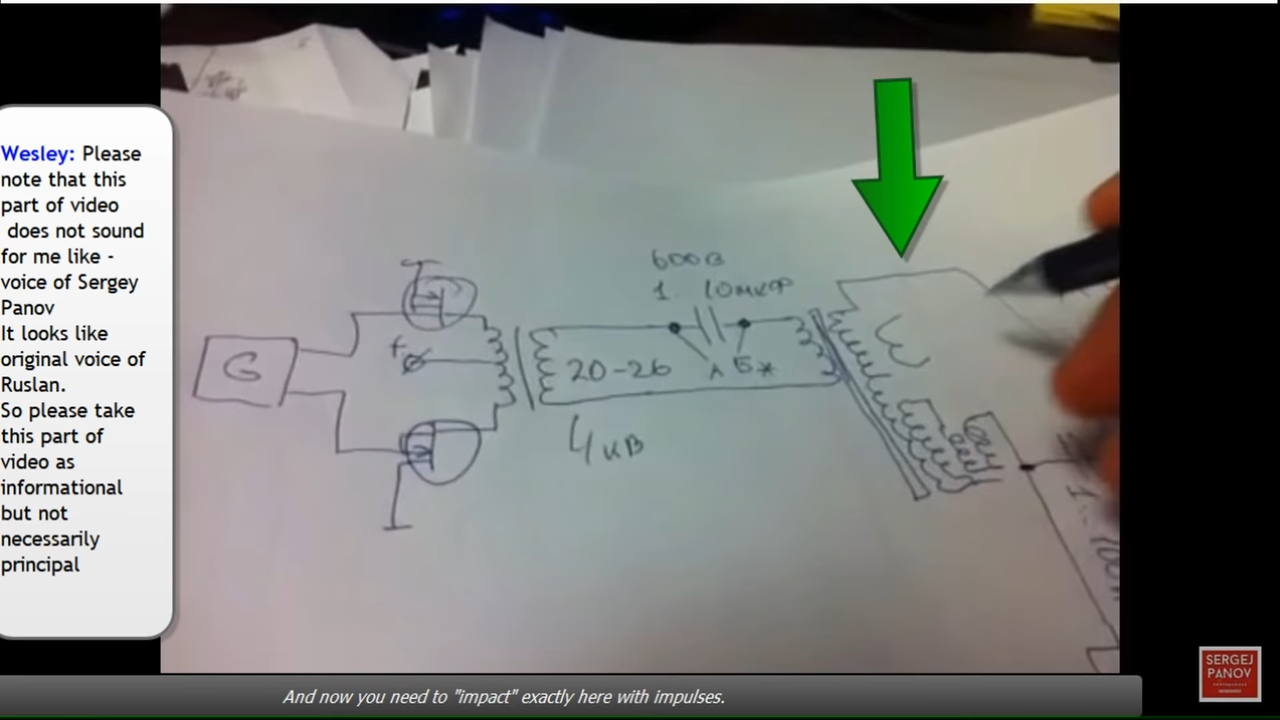 Wesley: Please
note that this
part of video
does not sound
for me like -
voice of Sergey
Panov
It looks like
original voice of
Ruslan.
So please take
this part of
video as
informational
but not
necessarily
principal
600В
1. 10мкФ
G
20-26
4 кВ
SERGEJ
PANOV
And now you need to "impact" exactly here with impulses.